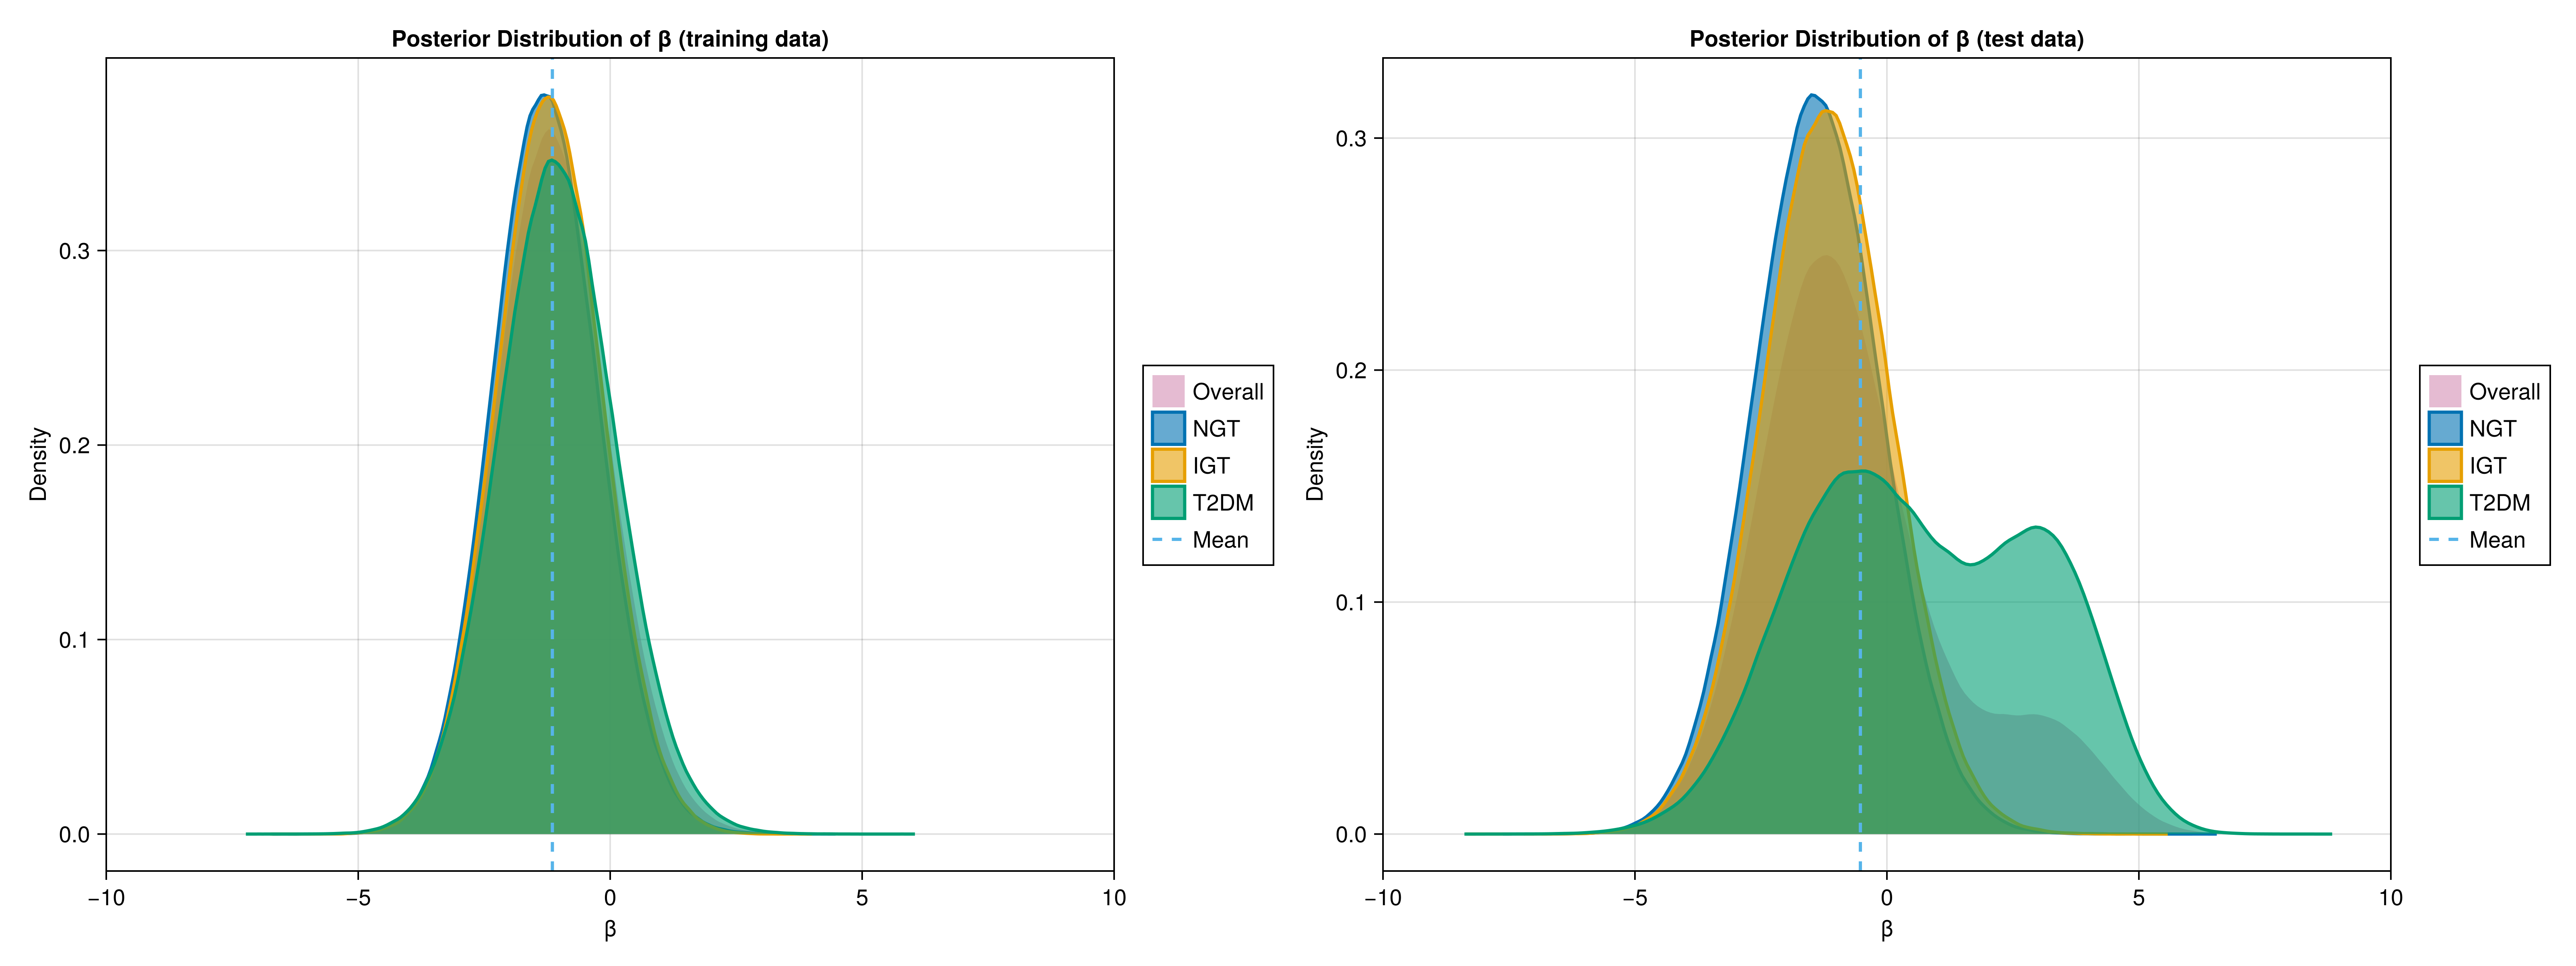 Posterior Distribution of β (training data)
Density
0.3
0.2
0.1
0.0
−10
−5
0
5
10
β
Overall
NGT
IGT
T2DM
Mean
Posterior Distribution of β (test data)
Density
0.3
0.2
0.1
0.0
−10
−5
0
5
10
β
Overall
NGT
IGT
T2DM
Mean